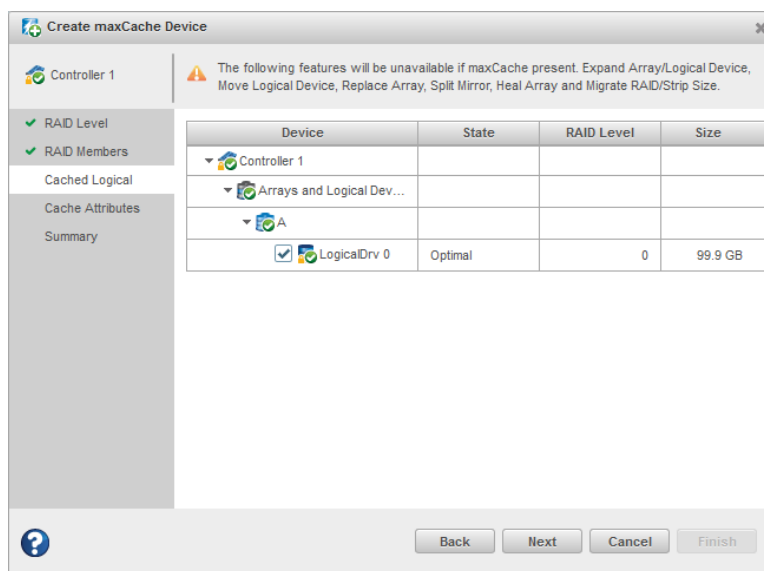 Create maxCache Device
Controller 1
The following features will be unavailable if maxCache present. Expand Array/Logical Device,
Move Logical Device, Replace Array, Split Mirror, Heal Array and Migrate RAID/Strip Size.
RAID Level
RAID Members
Cached Logical
Cache Attributes
Summary
Device State RAID Level Size
Controller 1
Arrays and Logical Dev...
A
LogicalDrv 0 Optimal 0 99.9 GB
? Back Next Cancel Finish